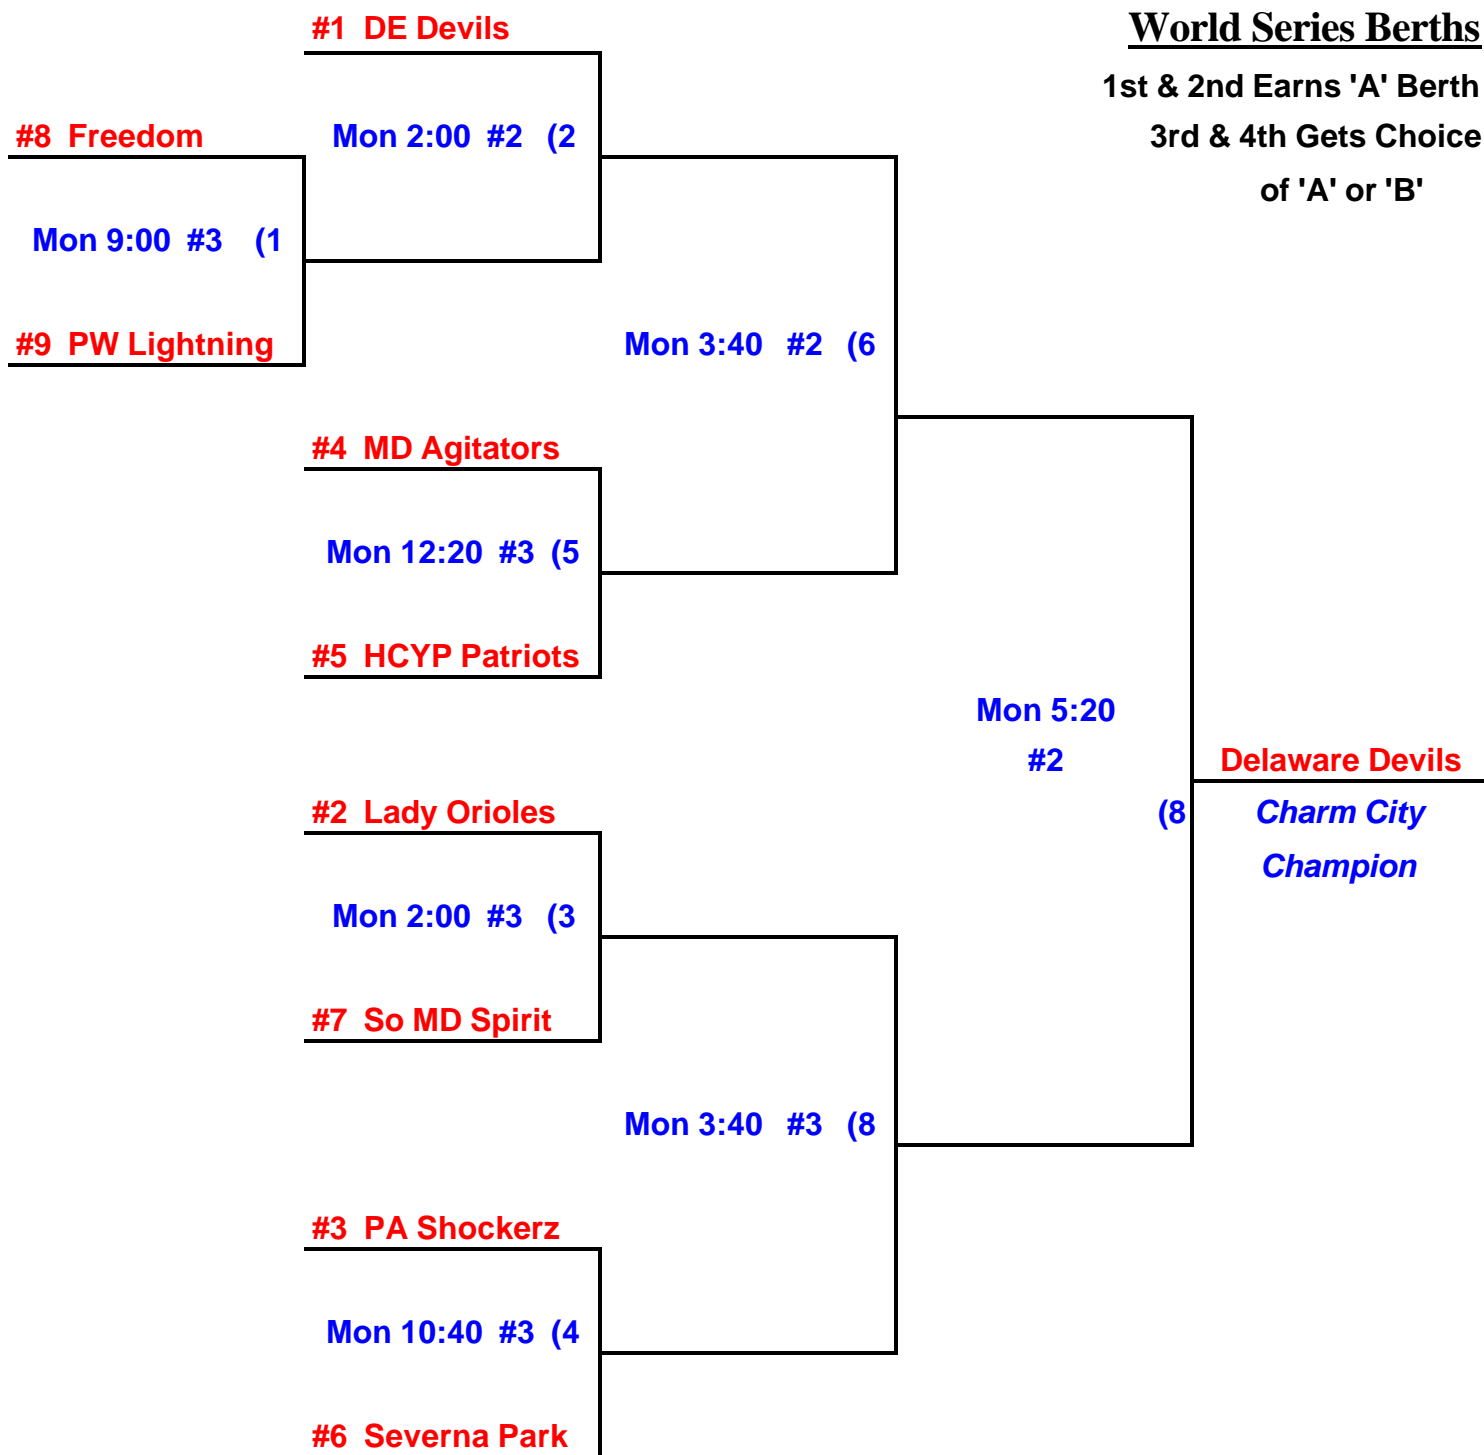 #1 DE Devils
World Series Berths
1st & 2nd Earns 'A' Berth
3rd & 4th Gets Choice
of 'A' or 'B'
#8 Freedom
Mon 2:00 #2 (2
Mon 9:00 #3 (1
#9 PW Lightning
Mon 3:40 #2 (6
#4 MD Agitators
Mon 12:20 #3 (5
#5 HCYP Patriots
Mon 5:20
#2
(8
Delaware Devils
Charm City
Champion
#2 Lady Orioles
Mon 2:00 #3 (3
#7 So MD Spirit
Mon 3:40 #3 (8
#3 PA Shockerz
Mon 10:40 #3 (4
#6 Severna Park